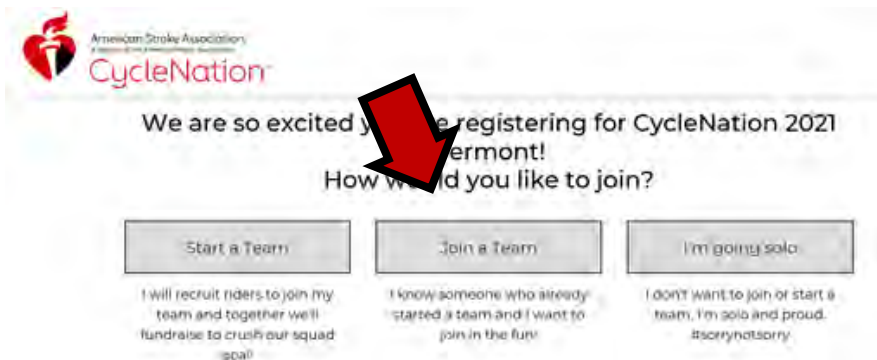 American Stroke Association
CycleNation
We are so excited registering for CycleNation 2021
ermont!
How would you like to join?
Start a Team
Join a Team
I'm going solo
I will recruit riders to join my
team and together we'll
fundraise to crush our squad
goal!
I know someone who already
started a team and I want to
join in the fun!
I don't want to join or start a
team. I'm solo and proud.
#sorrynotsorry